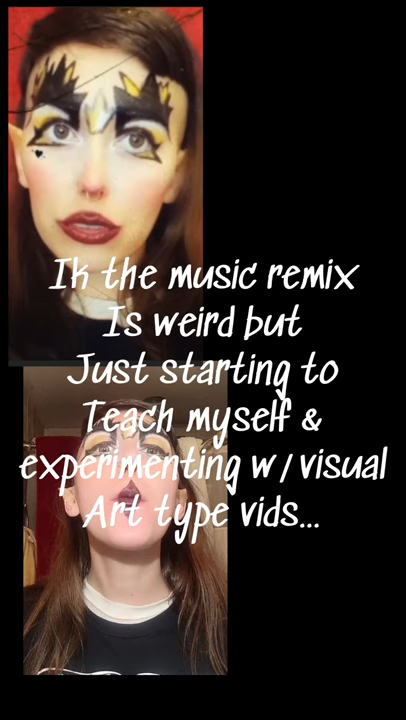 Ik the music remix
Is weird but
Just starting to
Teach myself &
experimenting w/visual
Art type vids...